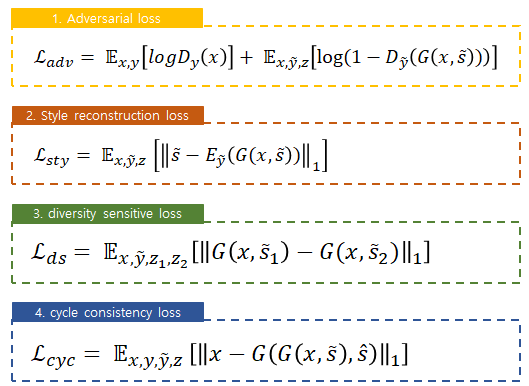 1. Adversarial loss
ℒ_adv = 𝔼_{x,y}[logD_y(x)] + 𝔼_{x,ỹ,z}[log(1 − D_ỹ(G(x,s̃)))]
2. Style reconstruction loss
ℒ_sty = 𝔼_{x,ỹ,z} [‖s̃ − E_ỹ(G(x,s̃))‖_1]
3. diversity sensitive loss
ℒ_ds = 𝔼_{x,ỹ,z_1,z_2}[‖G(x,s̃_1) − G(x,s̃_2)‖_1]
4. cycle consistency loss
ℒ_cyc = 𝔼_{x,y,ỹ,z} [‖x − G(G(x,s̃),ŝ)‖_1]